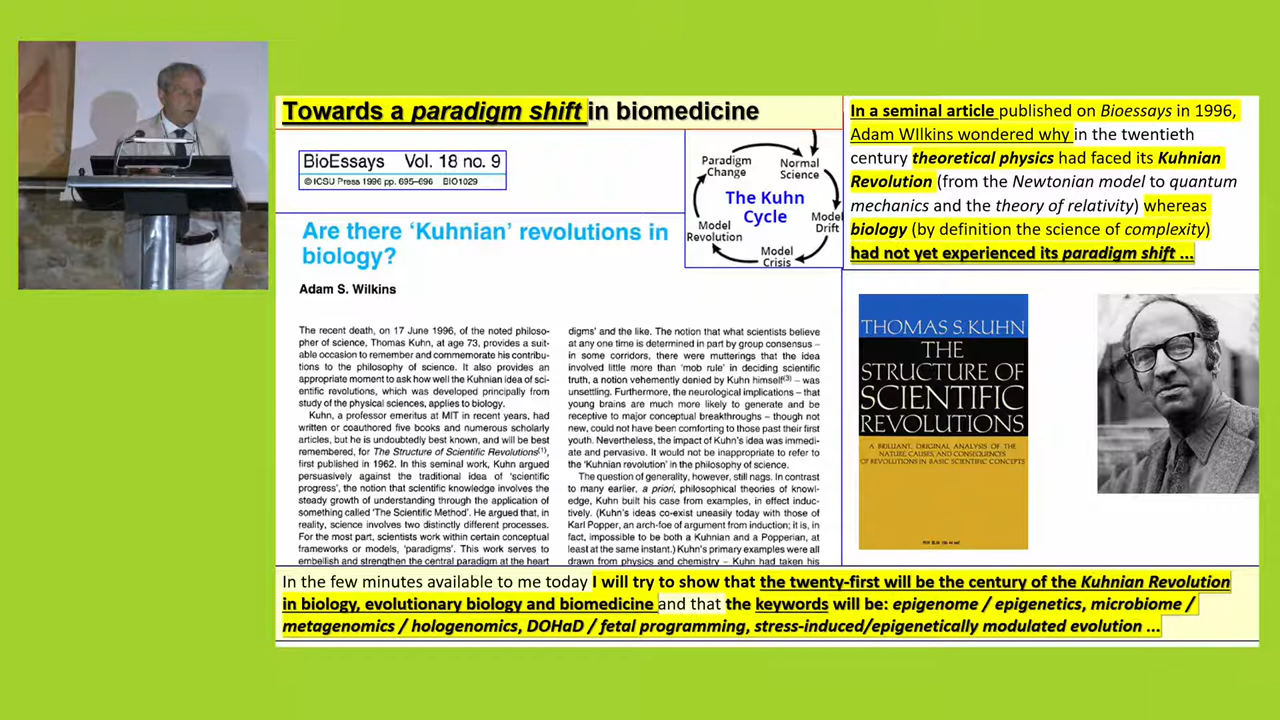 Towards a paradigm shift in biomedicine
BioEssays Vol. 18 no. 9
© ICSU Press 1996 pp. 695–696 BIO1029
Paradigm
Change
Normal
Science
The Kuhn
Cycle
Model
Drift
Model
Revolution
Model
Crisis
Are there ‘Kuhnian’ revolutions in
biology?
Adam S. Wilkins
The recent death, on 17 June 1996, of the noted philoso-
pher of science, Thomas Kuhn, at age 73, provides a suit-
able occasion to remember and commemorate his contribu-
tions to the philosophy of science. It also provides an
appropriate moment to ask how well the Kuhnian idea of sci-
entific revolutions, which was developed principally from
study of the physical sciences, applies to biology.
Kuhn, a professor emeritus at MIT in recent years, had
written or coauthored five books and numerous scholarly
articles, but he is undoubtedly best known, and will be best
remembered, for The Structure of Scientific Revolutions(1),
first published in 1962. In this seminal work, Kuhn argued
persuasively against the traditional idea of ‘scientific
progress’, the notion that scientific knowledge involves the
steady growth of understanding through the application of
something called ‘The Scientific Method’. He argued that, in
reality, science involves two distinctly different processes.
For the most part, scientists work within certain conceptual
frameworks or models, ‘paradigms’. This work serves to
embellish and strengthen the central paradigm at the heart
digms’ and the like. The notion that what scientists believe
at any one time is determined in part by group consensus –
in some corridors, there were mutterings that the idea
involved little more than ‘mob rule’ in deciding scientific
truth, a notion vehemently denied by Kuhn himself(3) – was
unsettling. Furthermore, the neurological implications – that
young brains are much more likely to generate and be
receptive to major conceptual breakthroughs – though not
new, could not have been comforting to those past their first
youth. Nevertheless, the impact of Kuhn’s idea was immedi-
ate and pervasive. It would not be inappropriate to refer to
the ‘Kuhnian revolution’ in the philosophy of science.
The question of generality, however, still nags. In contrast
to many earlier, a priori, philosophical theories of knowl-
edge, Kuhn built his case from examples, in effect induc-
tively. (Kuhn’s ideas co-exist uneasily today with those of
Karl Popper, an arch-foe of argument from induction; it is, in
fact, impossible to be both a Kuhnian and a Popperian, at
least at the same instant.) Kuhn’s primary examples were all
drawn from physics and chemistry – Kuhn had taken his
In a seminal article published on Bioessays in 1996,
Adam WIlkins wondered why in the twentieth
century theoretical physics had faced its Kuhnian
Revolution (from the Newtonian model to quantum
mechanics and the theory of relativity) whereas
biology (by definition the science of complexity)
had not yet experienced its paradigm shift ...
THOMAS S. KUHN
THE
STRUCTURE OF
SCIENTIFIC
REVOLUTIONS
A BRILLIANT, ORIGINAL ANALYSIS OF THE
NATURE, CAUSES, AND CONSEQUENCES
OF REVOLUTIONS IN BASIC SCIENTIFIC CONCEPTS
In the few minutes available to me today I will try to show that the twenty-first will be the century of the Kuhnian Revolution
in biology, evolutionary biology and biomedicine and that the keywords will be: epigenome / epigenetics, microbiome /
metagenomics / hologenomics, DOHaD / fetal programming, stress-induced/epigenetically modulated evolution ...